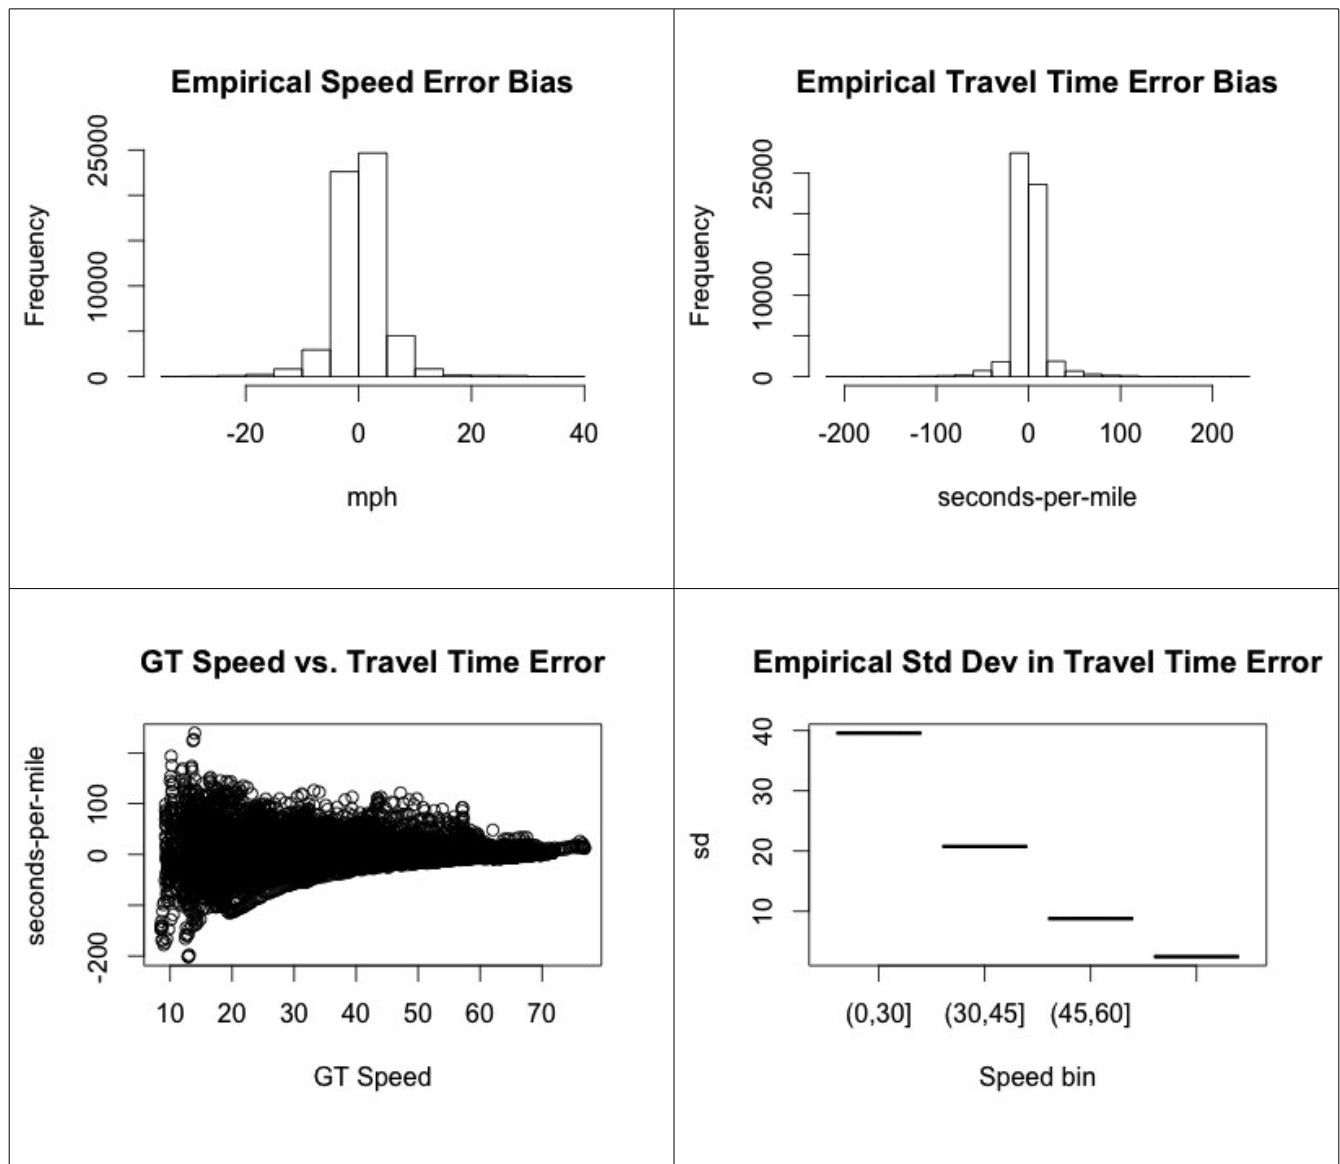 Empirical Speed Error Bias
Frequency
25000
10000
0
-20 0 20 40
mph
Empirical Travel Time Error Bias
Frequency
25000
10000
0
-200 -100 0 100 200
seconds-per-mile
GT Speed vs. Travel Time Error
seconds-per-mile
100
0
-200
10 20 30 40 50 60 70
GT Speed
Empirical Std Dev in Travel Time Error
sd
40
30
20
10
(0,30] (30,45] (45,60]
Speed bin